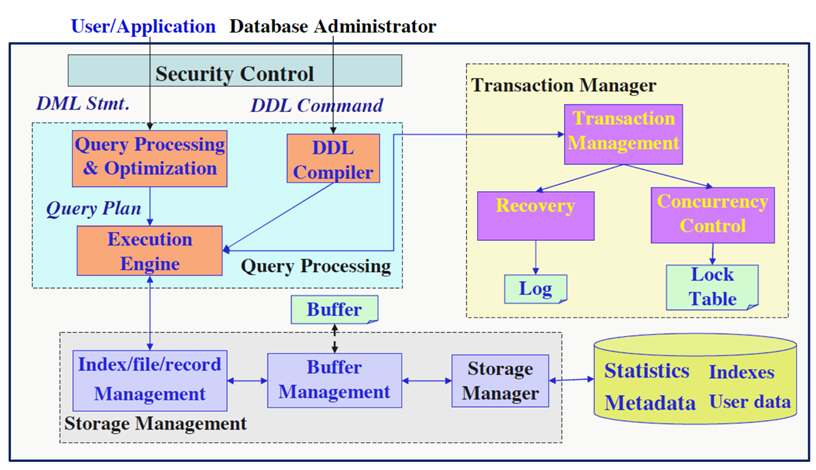 User/Application Database Administrator
Security Control
DML Stmt.
DDL Command
Query Processing
& Optimization
DDL
Compiler
Query Plan
Execution
Engine
Query Processing
Transaction Manager
Transaction
Management
Recovery
Concurrency
Control
Log
Lock
Table
Buffer
Index/file/record
Management
Buffer
Management
Storage
Manager
Storage Management
Statistics Indexes
Metadata User data